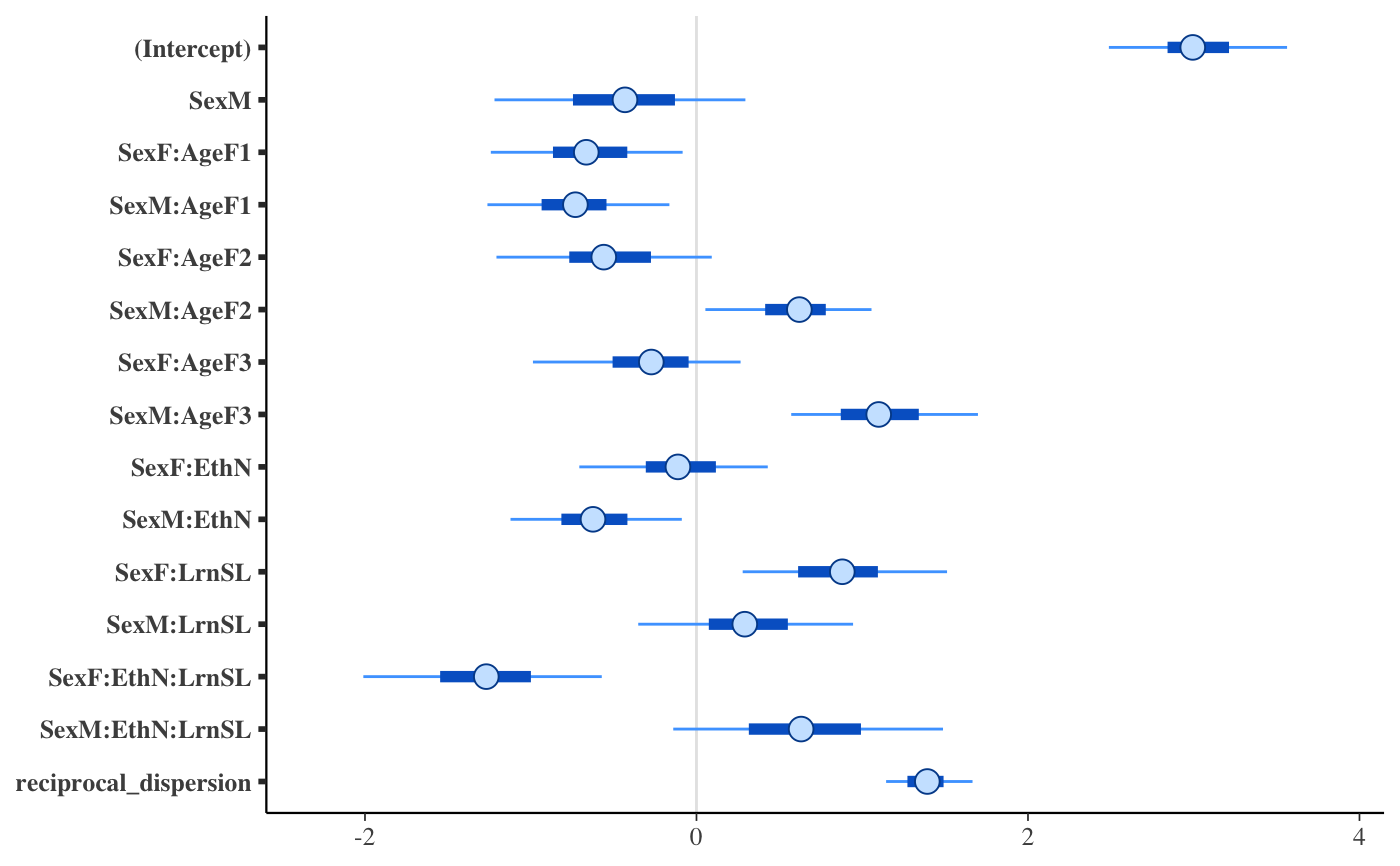 (Intercept)
SexM
SexF:AgeF1
SexM:AgeF1
SexF:AgeF2
SexM:AgeF2
SexF:AgeF3
SexM:AgeF3
SexF:EthN
SexM:EthN
SexF:LrnSL
SexM:LrnSL
SexF:EthN:LrnSL
SexM:EthN:LrnSL
reciprocal_dispersion
-2 0 2 4